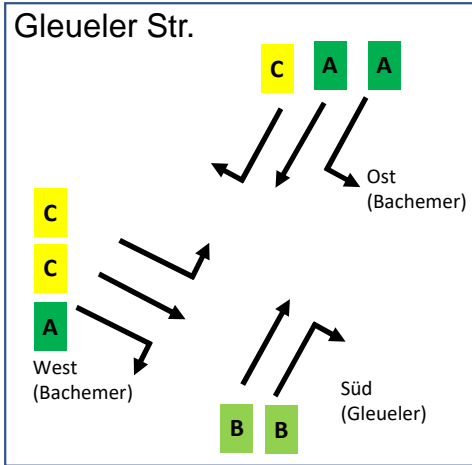 Gleueler Str.
C A A
Ost
(Bachemer)
C
C
A
West
(Bachemer)
Süd
(Gleueler)
B B